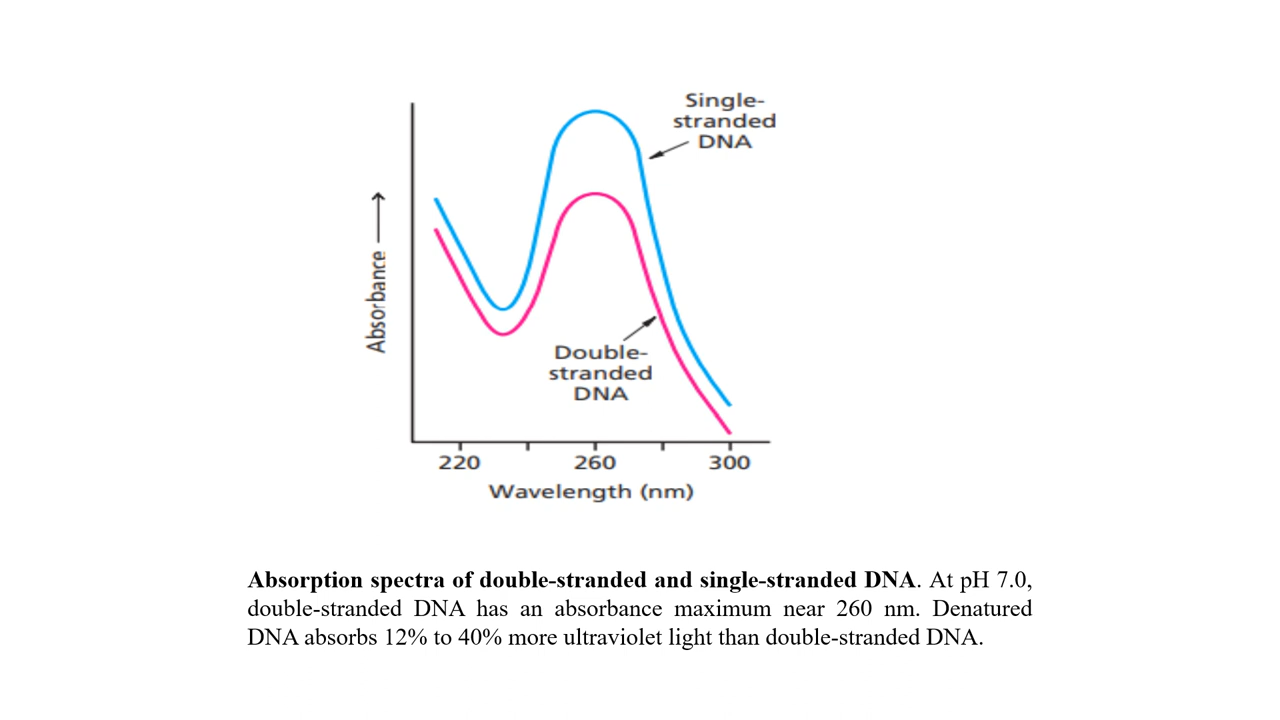 Single-
stranded
DNA
Absorbance
Double-
stranded
DNA
220 260 300
Wavelength (nm)
Absorption spectra of double-stranded and single-stranded DNA. At pH 7.0,
double-stranded DNA has an absorbance maximum near 260 nm. Denatured
DNA absorbs 12% to 40% more ultraviolet light than double-stranded DNA.